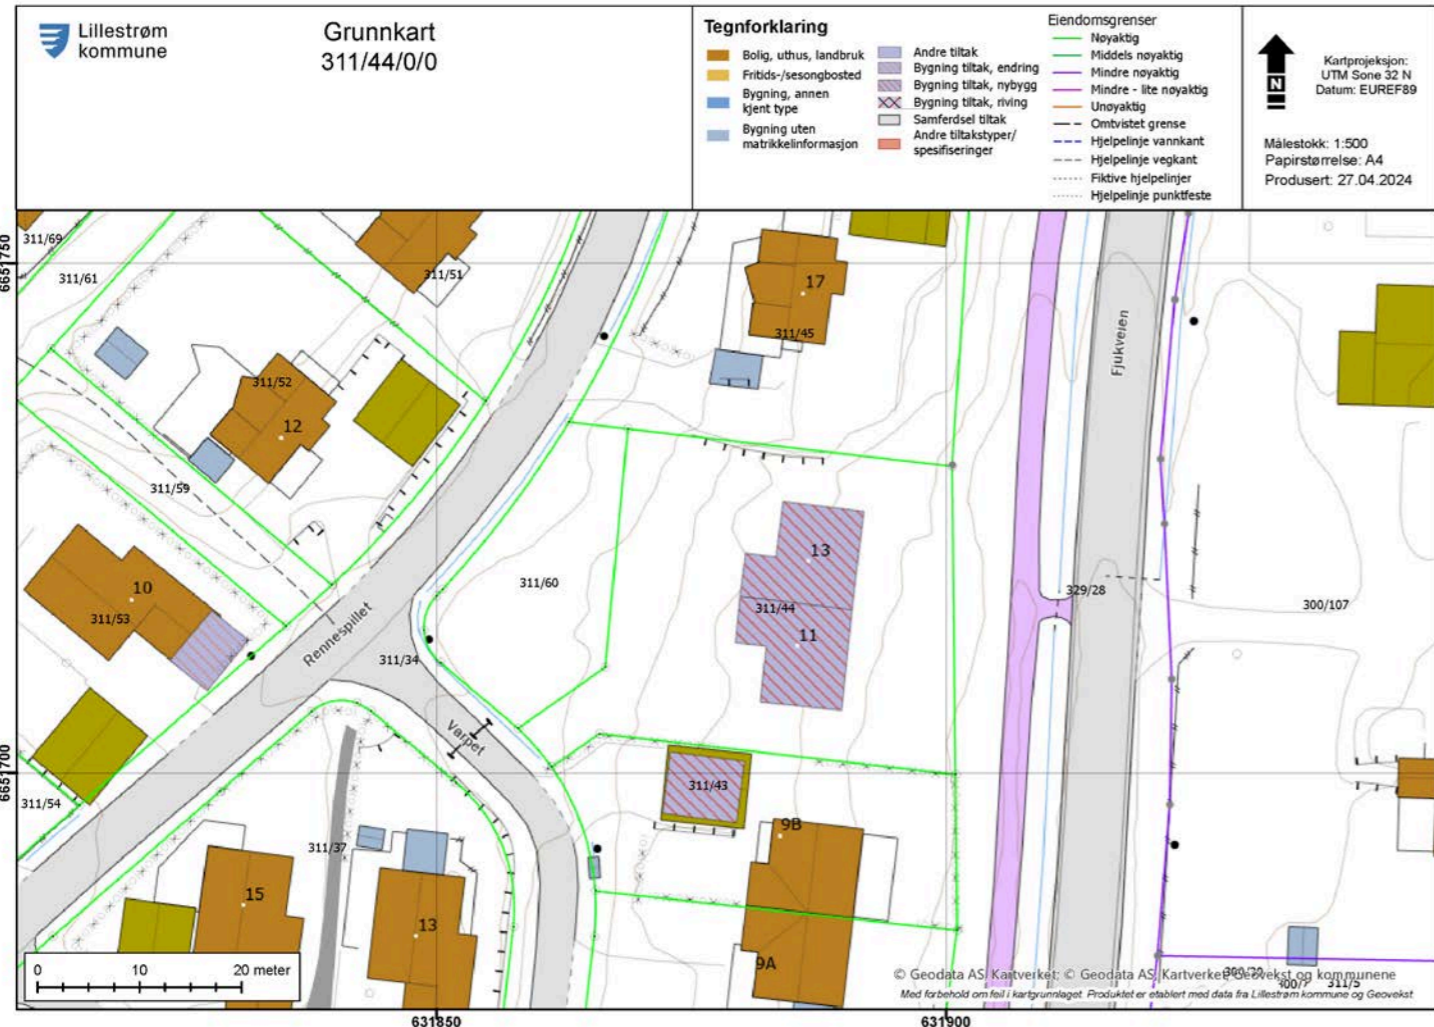 Lillestrøm
kommune
Grunnkart
311/44/0/0
Tegnforklaring
Bolig, uthus, landbruk
Fritids-/sesongbosted
Bygning, annen
kjent type
Bygning uten
matrikkelinformasjon
Andre tiltak
Bygning tiltak, endring
Bygning tiltak, nybygg
Bygning tiltak, riving
Samferdsel tiltak
Andre tiltakstyper/
spesifiseringer
Eiendomsgrenser
Nøyaktig
Middels nøyaktig
Mindre nøyaktig
Mindre - lite nøyaktig
Unøyaktig
Omtvistet grense
Hjelpelinje vannkant
Hjelpelinje vegkant
Fiktive hjelpelinjer
Hjelpelinje punktfeste
N
Kartprojeksjon:
UTM Sone 32 N
Datum: EUREF89
Målestokk: 1:500
Papirstørrelse: A4
Produsert: 27.04.2024
6651750
311/69
311/61
311/51
17
311/45
Fjukveien
311/52
12
311/59
10
311/53
Rennespillet
311/34
311/60
13
311/44
11
329/28
300/107
Varpet
6651700
311/54
311/43
9B
311/37
15
13
9A
0 10 20 meter
300/7
311/5
© Geodata AS, Kartverket; © Geodata AS, Kartverket, Geovekst og kommunene
Med forbehold om feil i kartgrunnlaget. Produktet er etablert med data fra Lillestrøm kommune og Geovekst.
631850
631900